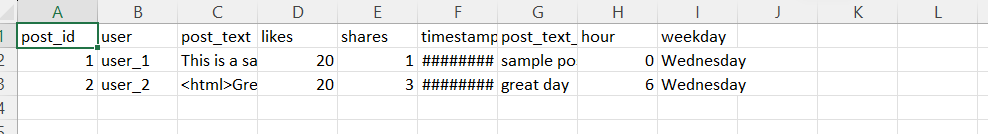 A B C D E F G H I J K L
1 post_id user post_text likes shares timestamp post_text_ hour weekday
2 1 user_1 This is a sa 20 1 ######## sample po 0 Wednesday
3 2 user_2 <html>Gre 20 3 ######## great day 6 Wednesday
4